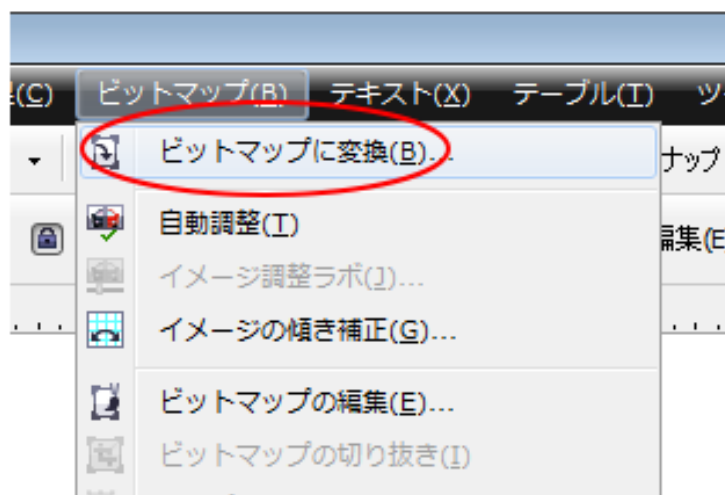 (C) ビットマップ(B) テキスト(X) テーブル(T) ツ
ビットマップに変換(B)...
ナップ
自動調整(T)
集(E
イメージ調整ラボ(J)...
イメージの傾き補正(G)...
ビットマップの編集(E)...
ビットマップの切り抜き(I)